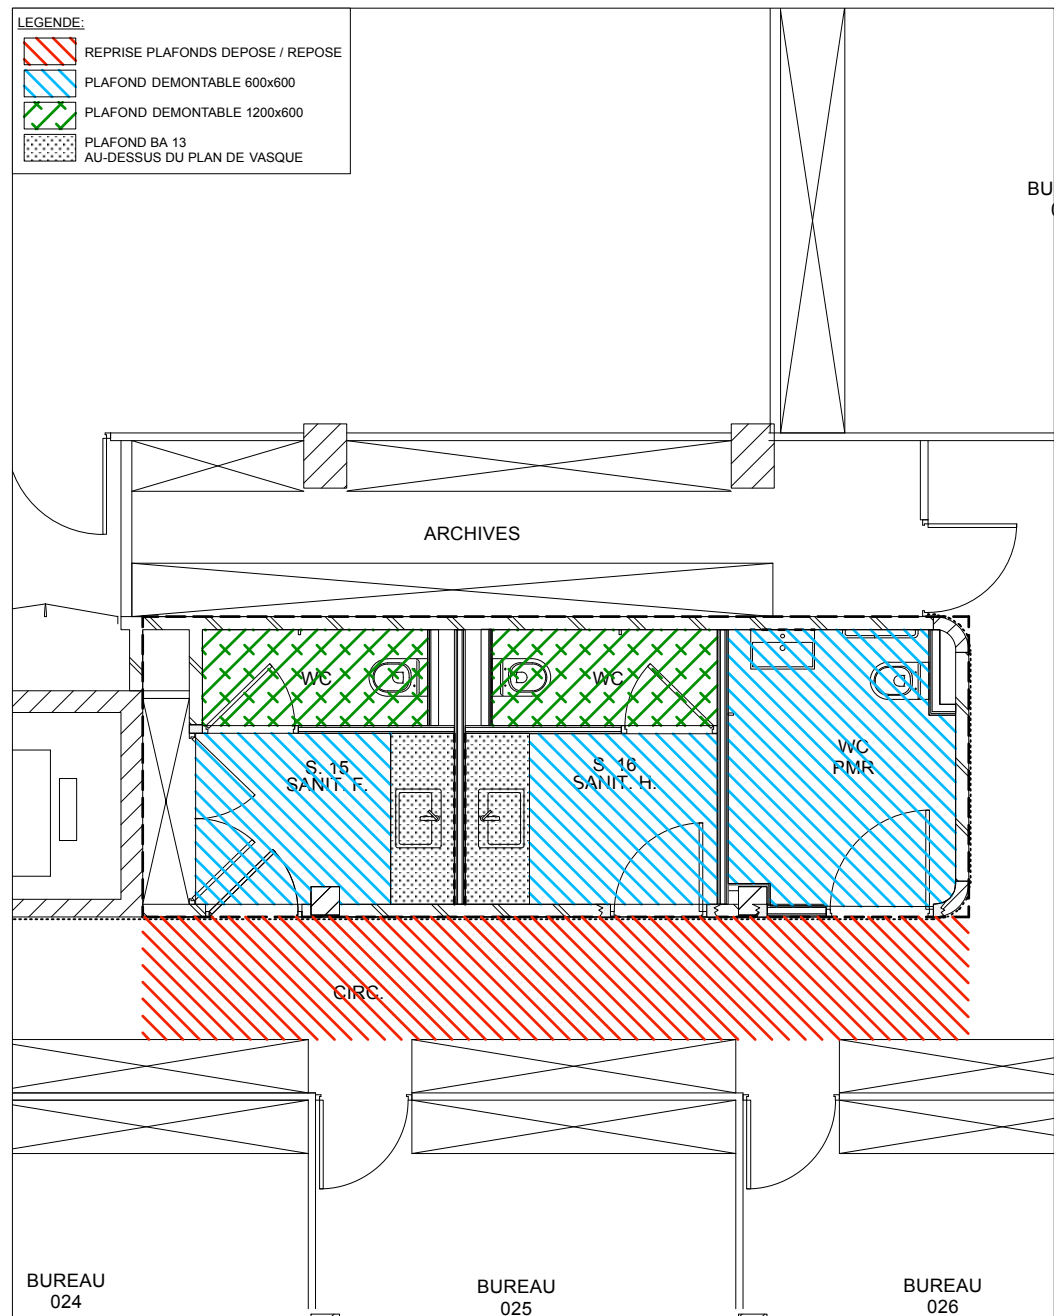 LEGENDE:
REPRISE PLAFONDS DEPOSE / REPOSE
PLAFOND DEMONTABLE 600x600
PLAFOND DEMONTABLE 1200x600
PLAFOND BA 13
AU-DESSUS DU PLAN DE VASQUE
BU
ARCHIVES
WC
WC
S. 15
SANIT. F.
S. 16
SANIT. H.
WC
PMR
CIRC.
BUREAU
024
BUREAU
025
BUREAU
026